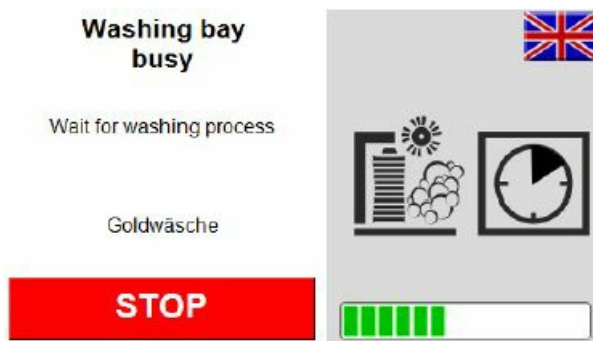 Washing bay
busy
Wait for washing process
Goldwäsche
STOP